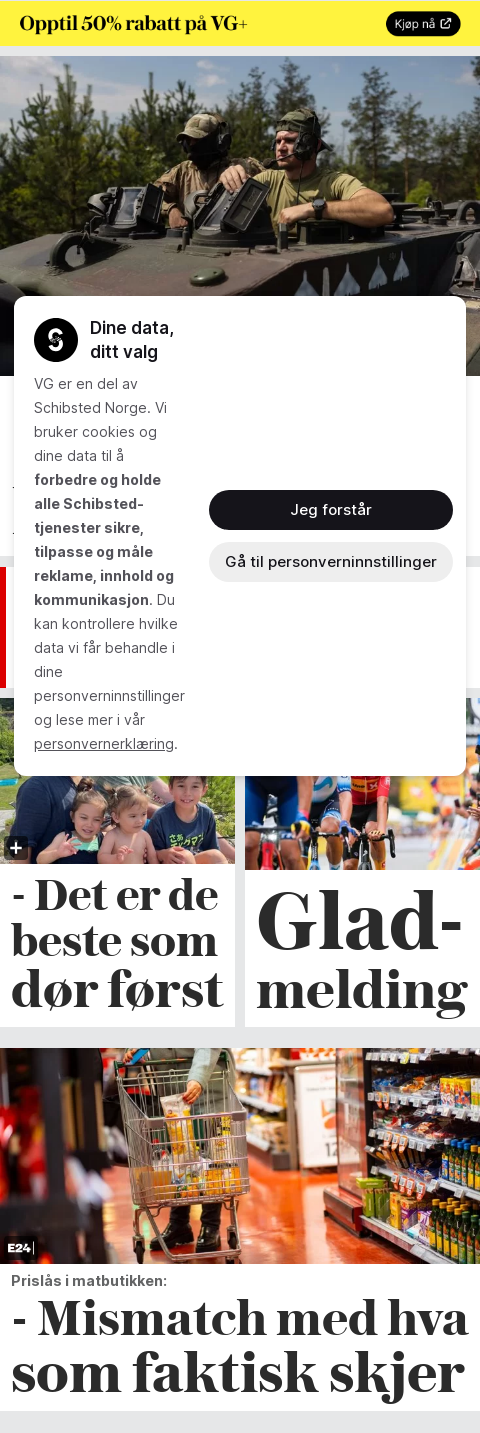 Opptil 50% rabatt på VG+
Kjøp nå
Dine data,
ditt valg
VG er en del av
Schibsted Norge. Vi
bruker cookies og
dine data til å
forbedre og holde
alle Schibsted-
tjenester sikre,
tilpasse og måle
reklame, innhold og
kommunikasjon. Du
kan kontrollere hvilke
data vi får behandle i
dine
personverninnstillinger
og lese mer i vår
personvernerklæring.
Jeg forstår
Gå til personverninnstillinger
- Det er de
beste som
dør først
Glad-
melding
E24
Prislås i matbutikken:
- Mismatch med hva
som faktisk skjer